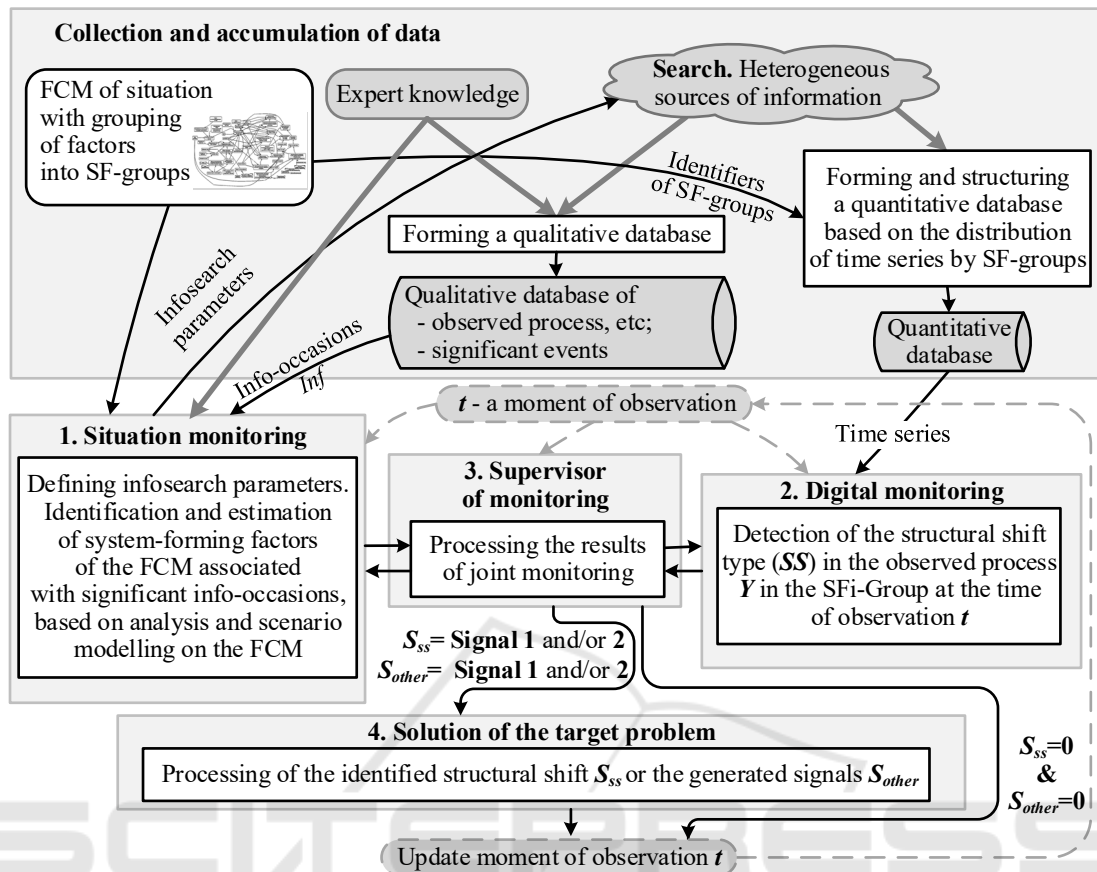 Collection and accumulation of data
FCM of situation
with grouping
of factors
into SF-groups
Expert knowledge
Search. Heterogeneous
sources of information
Identifiers
of SF-groups
Forming and structuring
a quantitative database
based on the distribution
of time series by SF-groups
Forming a qualitative database
Infosearch
parameters
Qualitative database of
- observed process, etc;
- significant events
Quantitative
database
Info-occasions
Inf
t - a moment of observation
Time series
1. Situation monitoring
Defining infosearch parameters.
Identification and estimation
of system-forming factors
of the FCM associated
with significant info-occasions,
based on analysis and scenario
modelling on the FCM
3. Supervisor
of monitoring
Processing the results
of joint monitoring
2. Digital monitoring
Detection of the structural shift
type (SS) in the observed process
Y in the SFi-Group at the time
of observation t
S_ss= Signal 1 and/or 2
S_other= Signal 1 and/or 2
4. Solution of the target problem
Processing of the identified structural shift S_ss or the generated signals S_other
S_ss=0
&
S_other=0
Update moment of observation t
SCITEPRESS